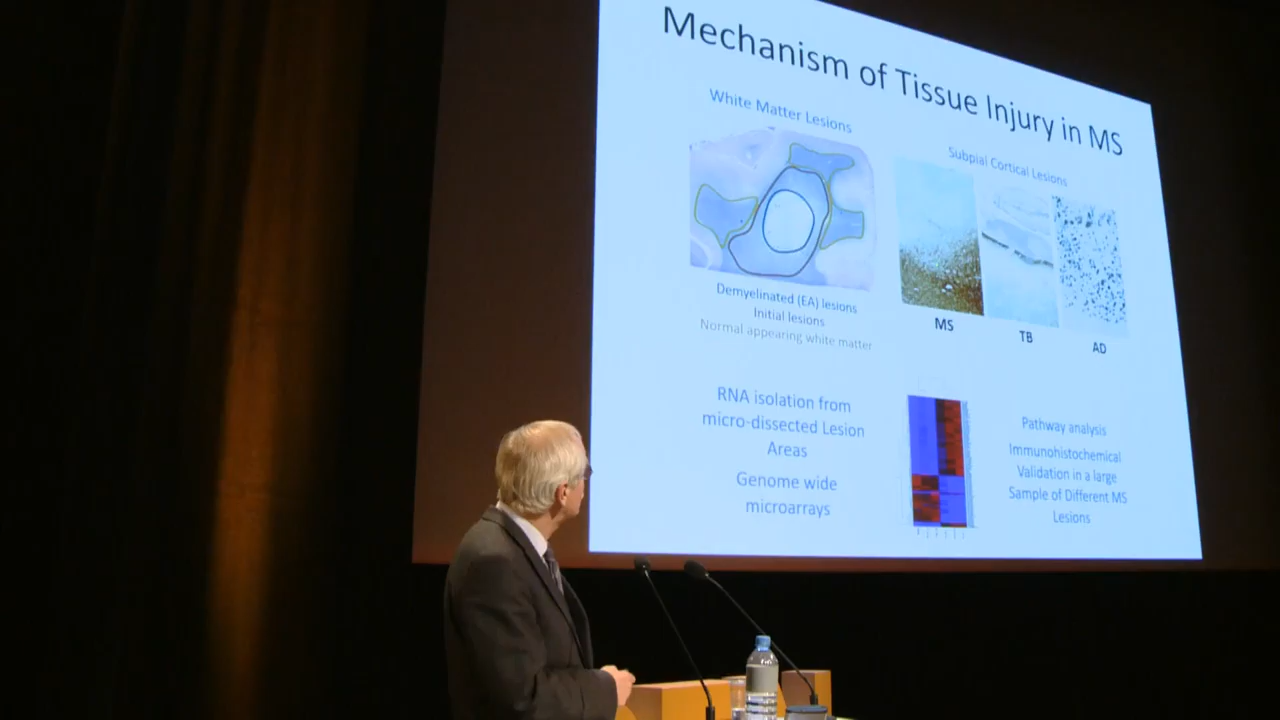 Mechanism of Tissue Injury in MS
White Matter Lesions
Subpial Cortical Lesions
Demyelinated (EA) lesions
Initial lesions
Normal appearing white matter
MS
TB
AD
RNA isolation from
micro-dissected Lesion
Areas
Genome wide
microarrays
Pathway analysis
Immunohistochemical
Validation in a large
Sample of Different MS
Lesions